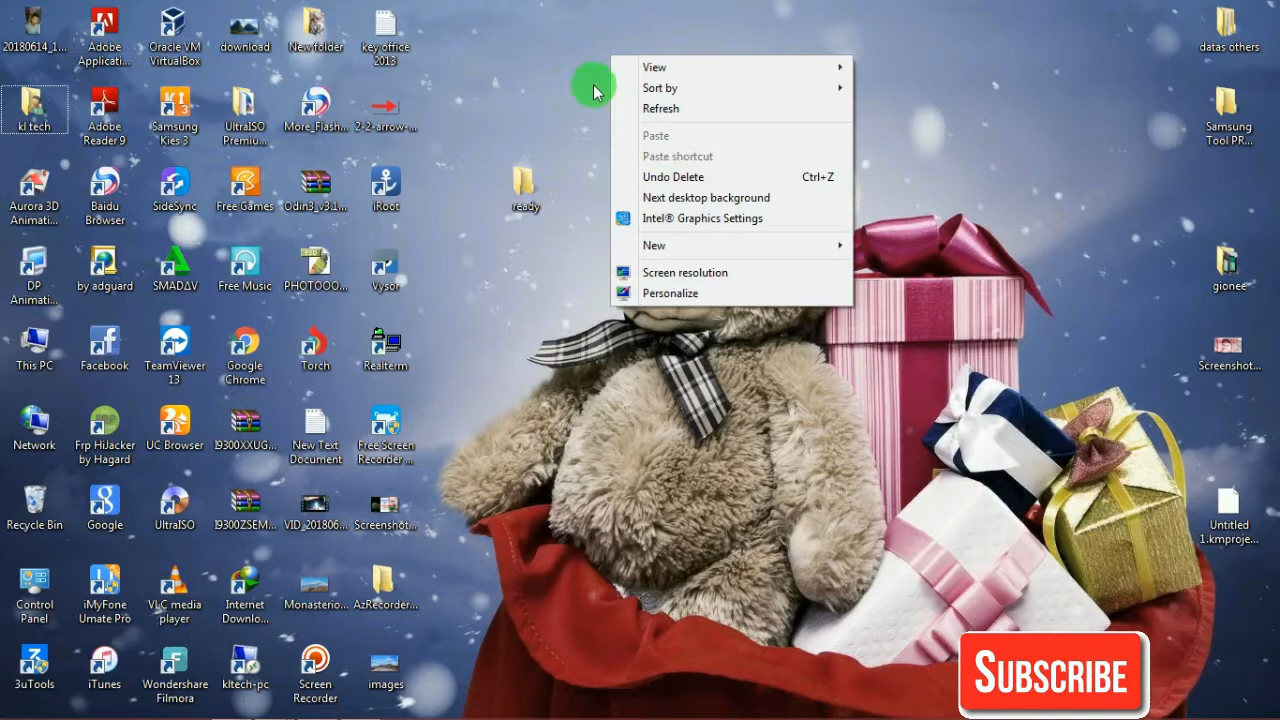 20180614_1...
Adobe
Applicati...
Oracle VM
VirtualBox
download
New folder
key office
2013
kl tech
Adobe
Reader 9
Samsung
Kies 3
UltraISO
Premiu...
More_Flash...
2-2-arrow-...
Aurora 3D
Animati...
Baidu
Browser
SideSync
Free Games
Odin3_v3.1...
iRoot
ready
DP
Animati...
by adguard
SMADΔV
Free Music
PHOTOOO...
Vysor
This PC
Facebook
TeamViewer
13
Google
Chrome
Torch
Realterm
Network
Frp HiJacker
by Hagard
UC Browser
I9300XXUG...
New Text
Document
Free Screen
Recorder ...
Recycle Bin
Google
UltraISO
I9300ZSEM...
VID_201806...
Screenshot...
Control
Panel
iMyFone
Umate Pro
VLC media
player
Internet
Downlo...
Monasterio...
AzRecorder...
3uTools
iTunes
Wondershare
Filmora
kltech-pc
Screen
Recorder
images
View
Sort by
Refresh
Paste
Paste shortcut
Undo Delete Ctrl+Z
Next desktop background
Intel® Graphics Settings
New
Screen resolution
Personalize
datas others
Samsung
Tool PR...
gionee
Screenshot...
Untitled
1.kmproje...
SUBSCRIBE